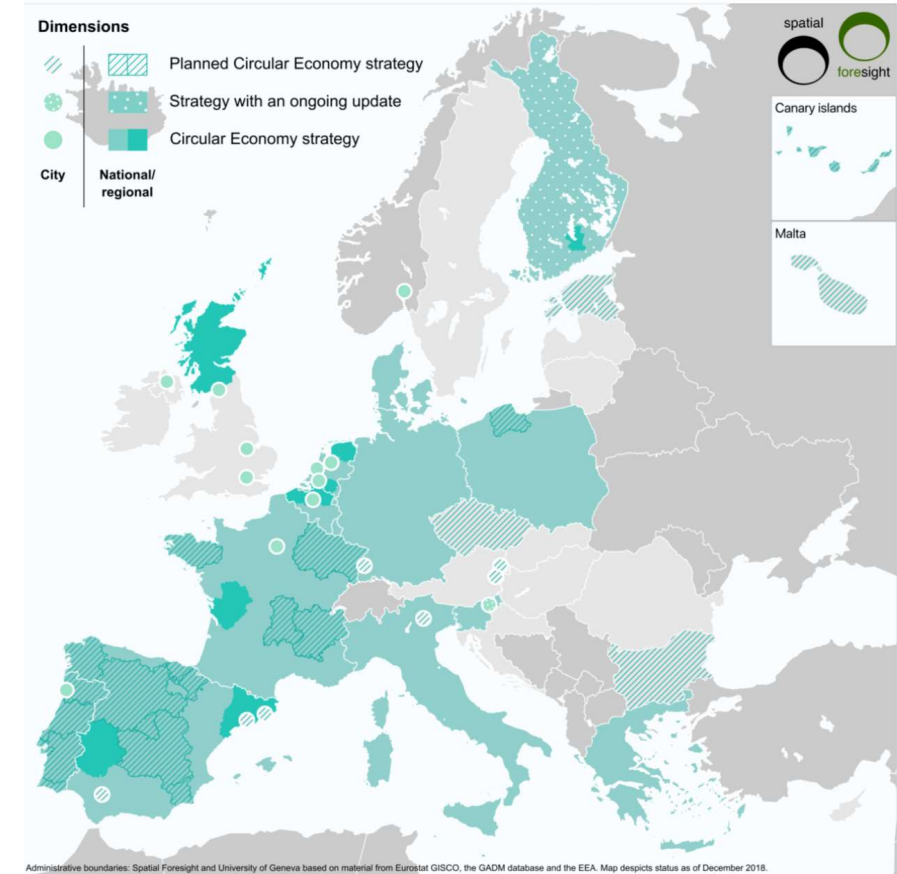 Dimensions
Planned Circular Economy strategy
Strategy with an ongoing update
Circular Economy strategy
City
National/
regional
spatial
foresight
Canary islands
Malta
Administrative boundaries: Spatial Foresight and University of Geneva based on material from Eurostat GISCO, the GADM database and the EEA. Map despicts status as of December 2018.